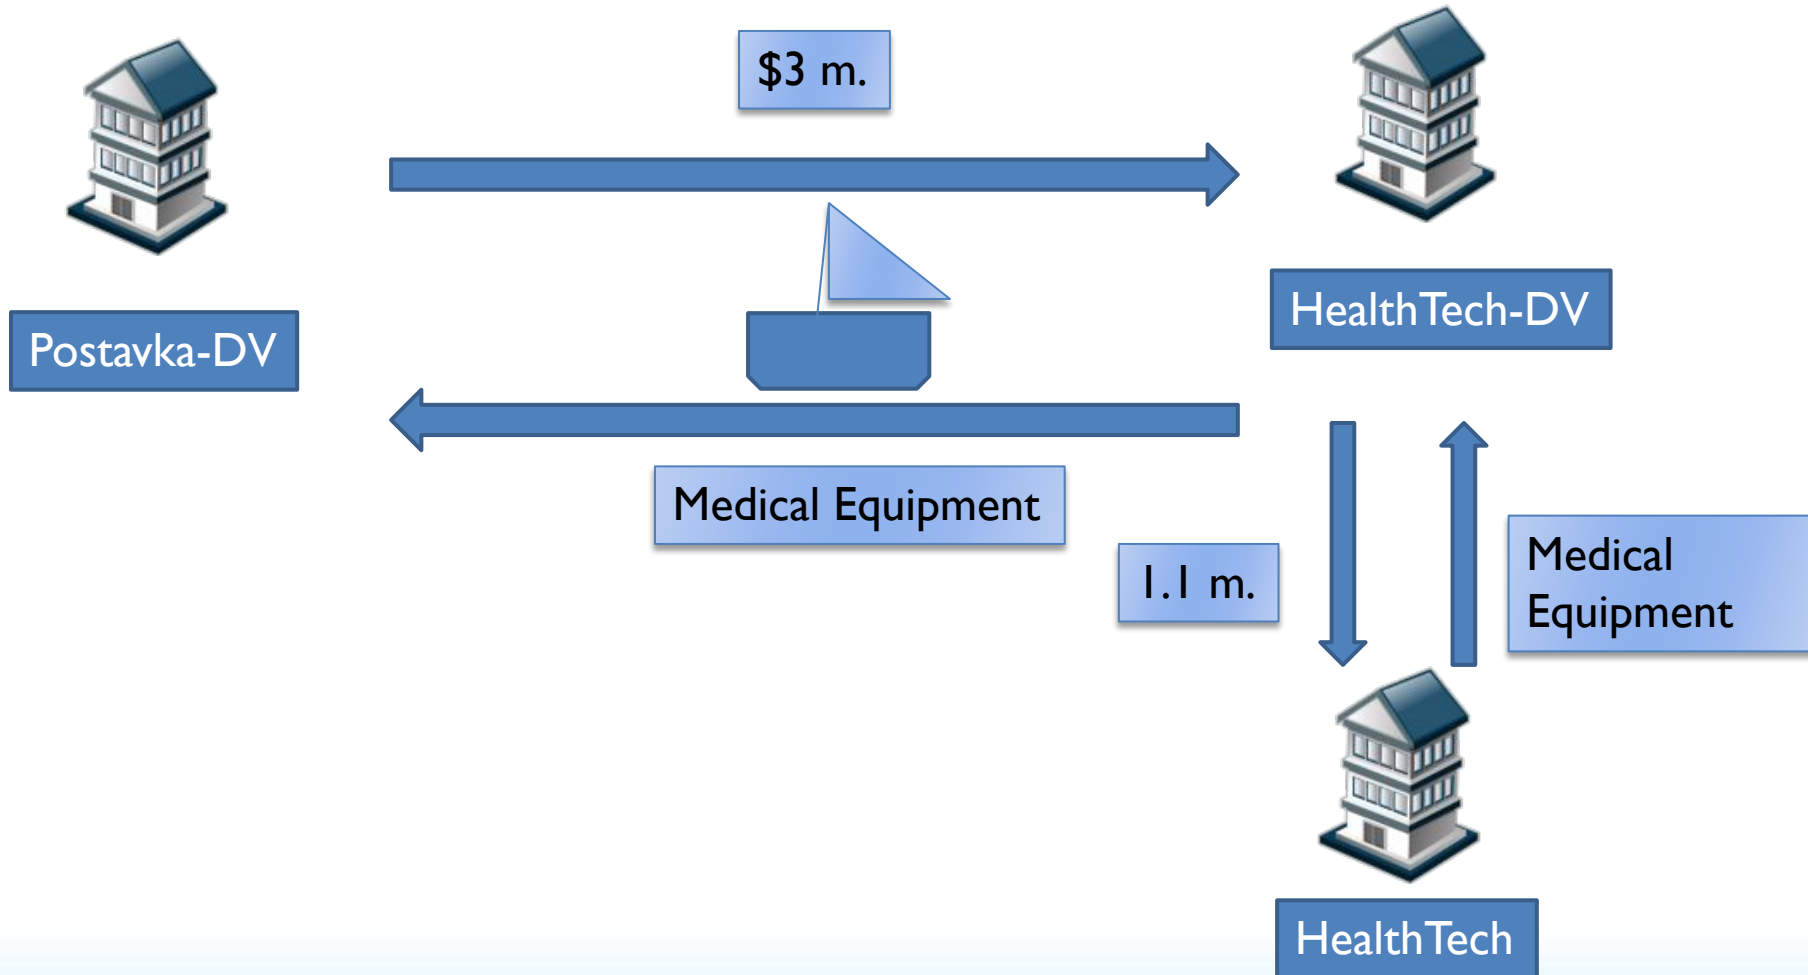 $3 m.
Postavka-DV
HealthTech-DV
Medical Equipment
1.1 m.
Medical
Equipment
HealthTech